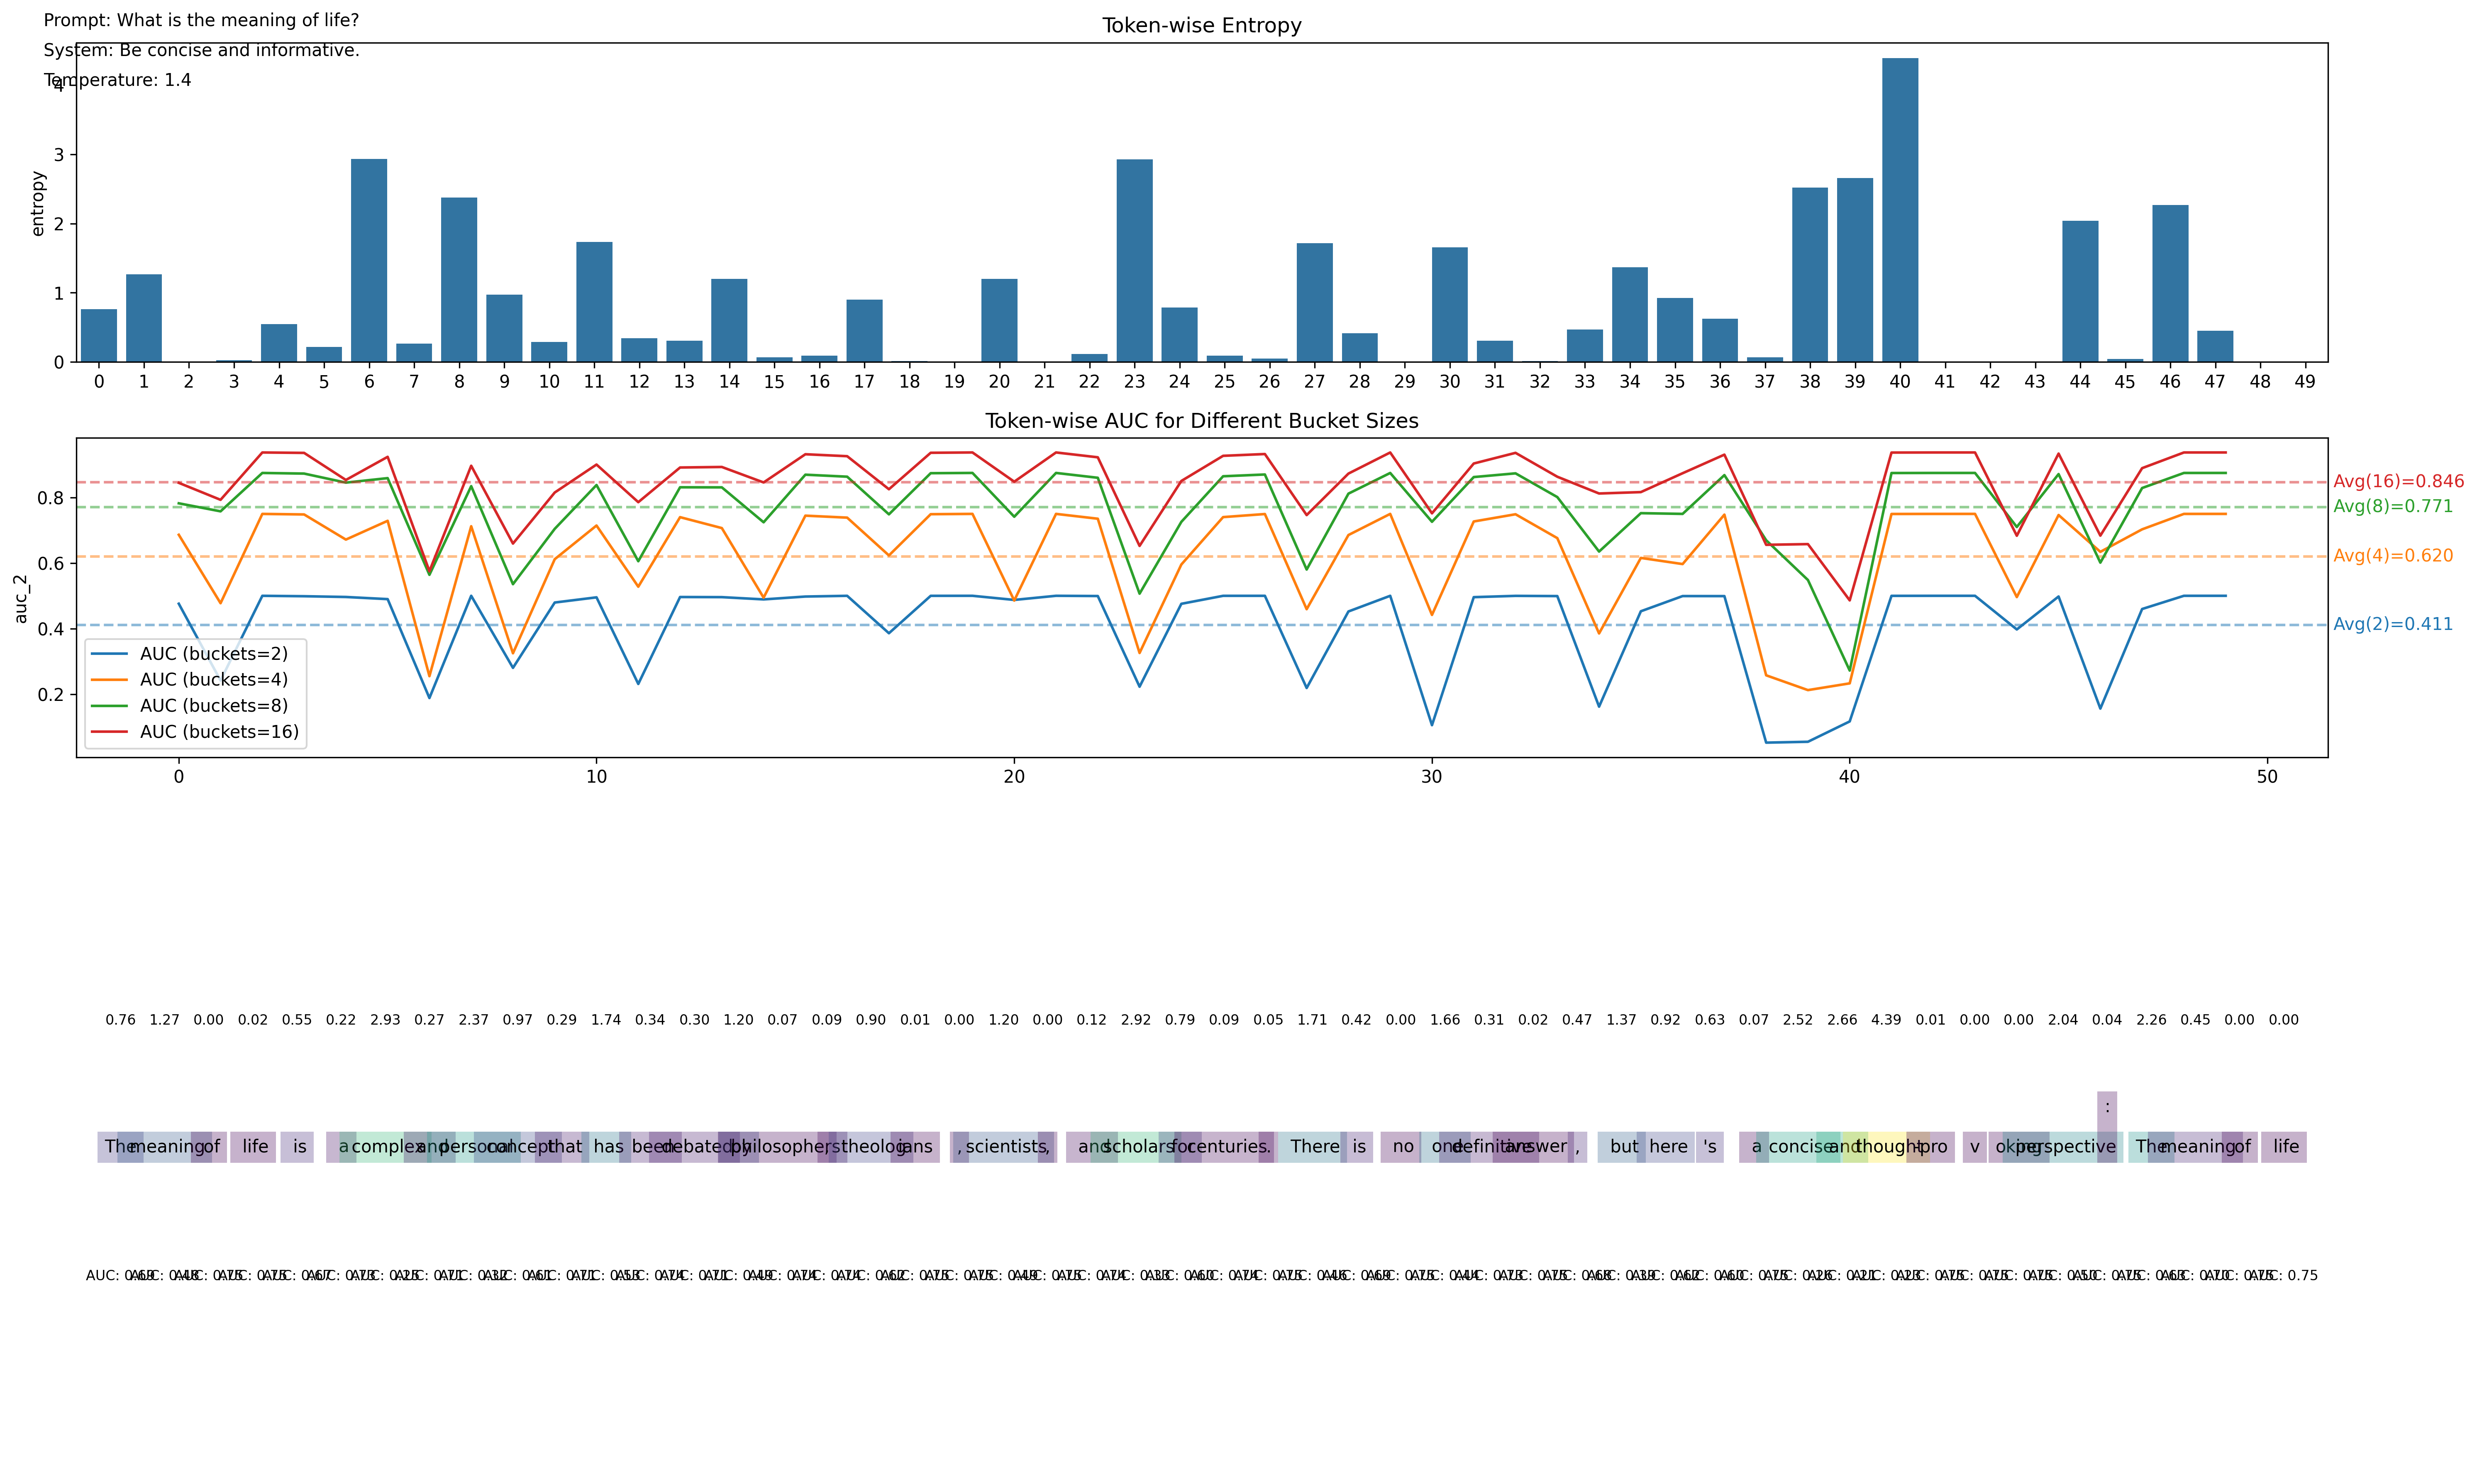 Prompt: What is the meaning of life?
Token-wise Entropy
System: Be concise and informative.
Temperature: 1.4
4
3
2
1
0
entropy
0 1 2 3 4 5 6 7 8 9 10 11 12 13 14 15 16 17 18 19 20 21 22 23 24 25 26 27 28 29 30 31 32 33 34 35 36 37 38 39 40 41 42 43 44 45 46 47 48 49
Token-wise AUC for Different Bucket Sizes
0.8
0.6
0.4
0.2
auc_2
Avg(16)=0.846
Avg(8)=0.771
Avg(4)=0.620
Avg(2)=0.411
AUC (buckets=2)
AUC (buckets=4)
AUC (buckets=8)
AUC (buckets=16)
0 10 20 30 40 50
0.76 1.27 0.00 0.02 0.55 0.22 2.93 0.27 2.37 0.97 0.29 1.74 0.34 0.30 1.20 0.07 0.09 0.90 0.01 0.00 1.20 0.00 0.12 2.92 0.79 0.09 0.05 1.71 0.42 0.00 1.66 0.31 0.02 0.47 1.37 0.92 0.63 0.07 2.52 2.66 4.39 0.01 0.00 0.00 2.04 0.04 2.26 0.45 0.00 0.00
:
The meaning of life is a complex and personal concept that has been debated by philosophers , theolog ians , scientists , and scholars for centuries . There is no one definitive answer , but here 's a concise and thought- pro v oking perspective The meaning of life